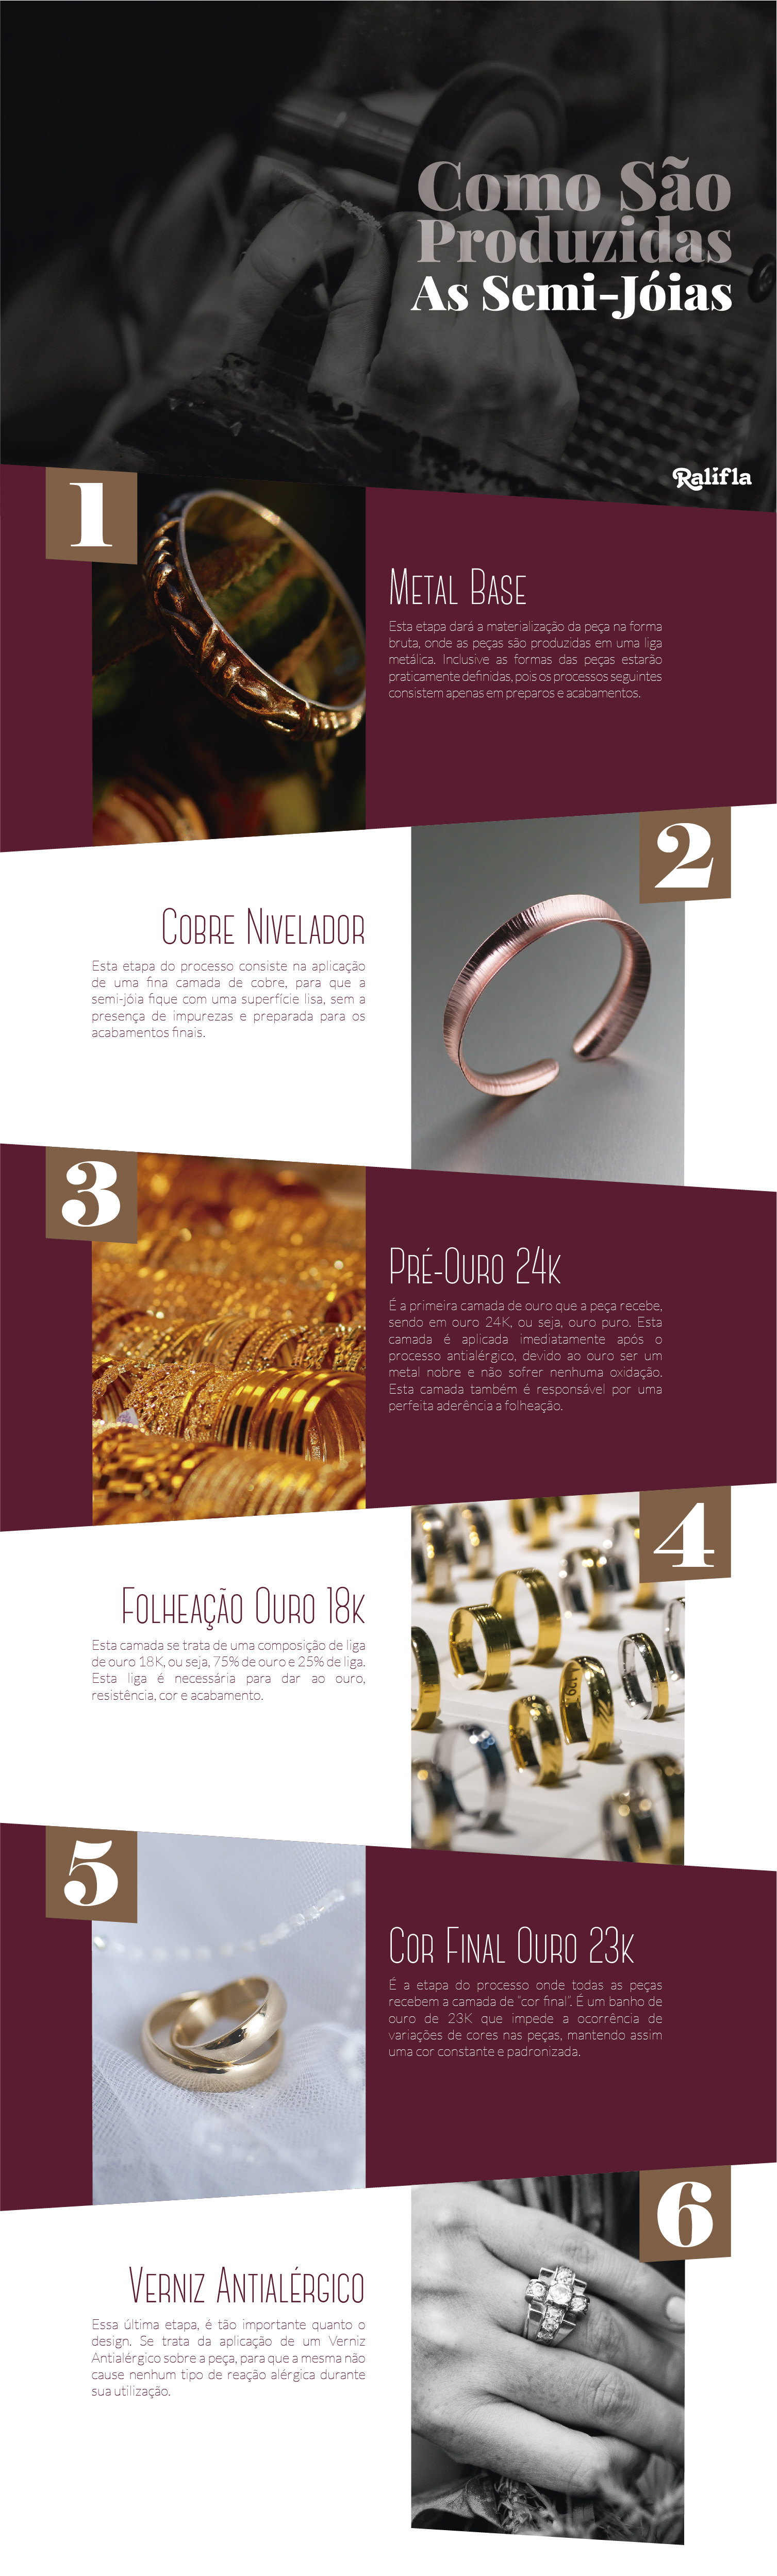 Como São
Produzidas
As Semi-Jóias
Ralifla
1
Metal Base
Esta etapa dará a materialização da peça na forma
bruta, onde as peças são produzidas em uma liga
metálica. Inclusive as formas das peças estarão
praticamente definidas, pois os processos seguintes
consistem apenas em preparos e acabamentos.
2
Cobre Nivelador
Esta etapa do processo consiste na aplicação
de uma fina camada de cobre, para que a
semi-jóia fique com uma superfície lisa, sem a
presença de impurezas e preparada para os
acabamentos finais.
3
Pré-Ouro 24k
É a primeira camada de ouro que a peça recebe,
sendo em ouro 24K, ou seja, ouro puro. Esta
camada é aplicada imediatamente após o
processo antialérgico, devido ao ouro ser um
metal nobre e não sofrer nenhuma oxidação.
Esta camada também é responsável por uma
perfeita aderência a folheação.
4
Folheação Ouro 18k
Esta camada se trata de uma composição de liga
de ouro 18K, ou seja, 75% de ouro e 25% de liga.
Esta liga é necessária para dar ao ouro,
resistência, cor e acabamento.
5
Cor Final Ouro 23k
É a etapa do processo onde todas as peças
recebem a camada de “cor final”. É um banho de
ouro de 23K que impede a ocorrência de
variações de cores nas peças, mantendo assim
uma cor constante e padronizada.
6
Verniz Antialérgico
Essa última etapa, é tão importante quanto o
design. Se trata da aplicação de um Verniz
Antialérgico sobre a peça, para que a mesma não
cause nenhum tipo de reação alérgica durante
sua utilização.